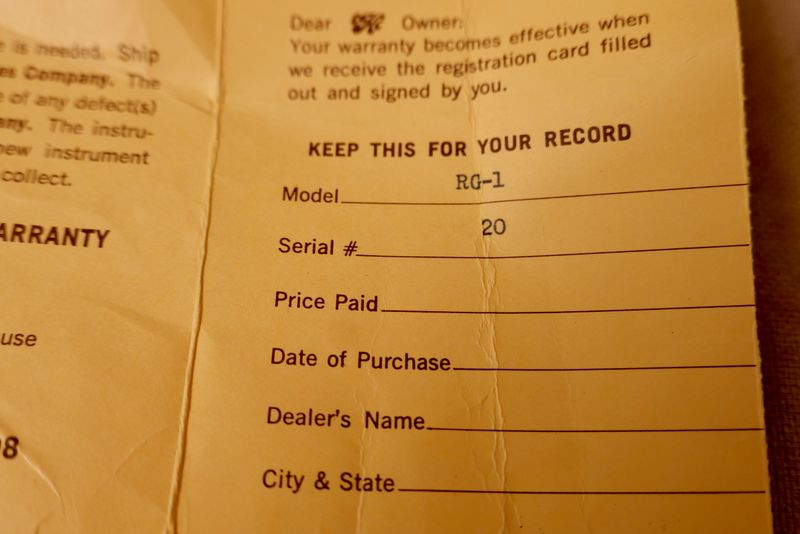 e is needed. Ship
es Company. The
e of any defect(s)
any. The instru-
new instrument
collect.
ARRANTY
use
08
Dear Owner:
Your warranty becomes effective when
we receive the registration card filled
out and signed by you.
KEEP THIS FOR YOUR RECORD
Model RG-1
Serial # 20
Price Paid
Date of Purchase
Dealer's Name
City & State